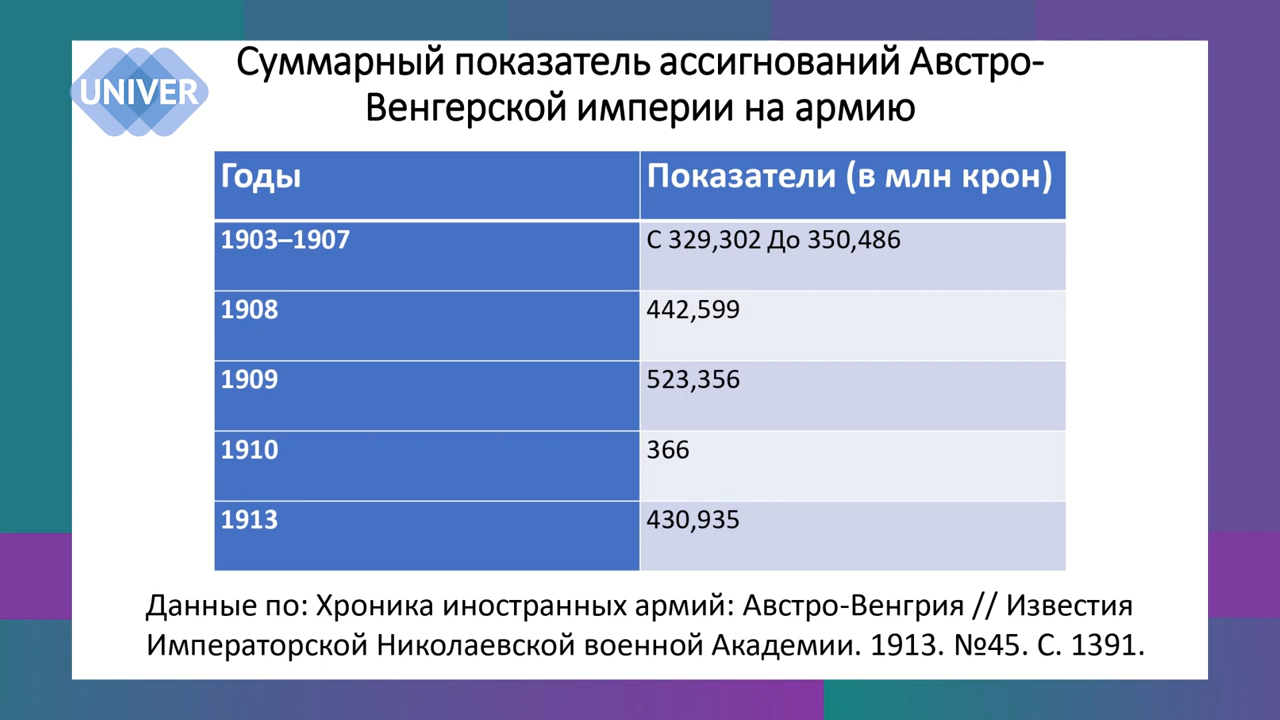 UNIVER
Суммарный показатель ассигнований Австро-
Венгерской империи на армию
Годы Показатели (в млн крон)
1903–1907 С 329,302 До 350,486
1908 442,599
1909 523,356
1910 366
1913 430,935
Данные по: Хроника иностранных армий: Австро-Венгрия // Известия
Императорской Николаевской военной Академии. 1913. №45. С. 1391.